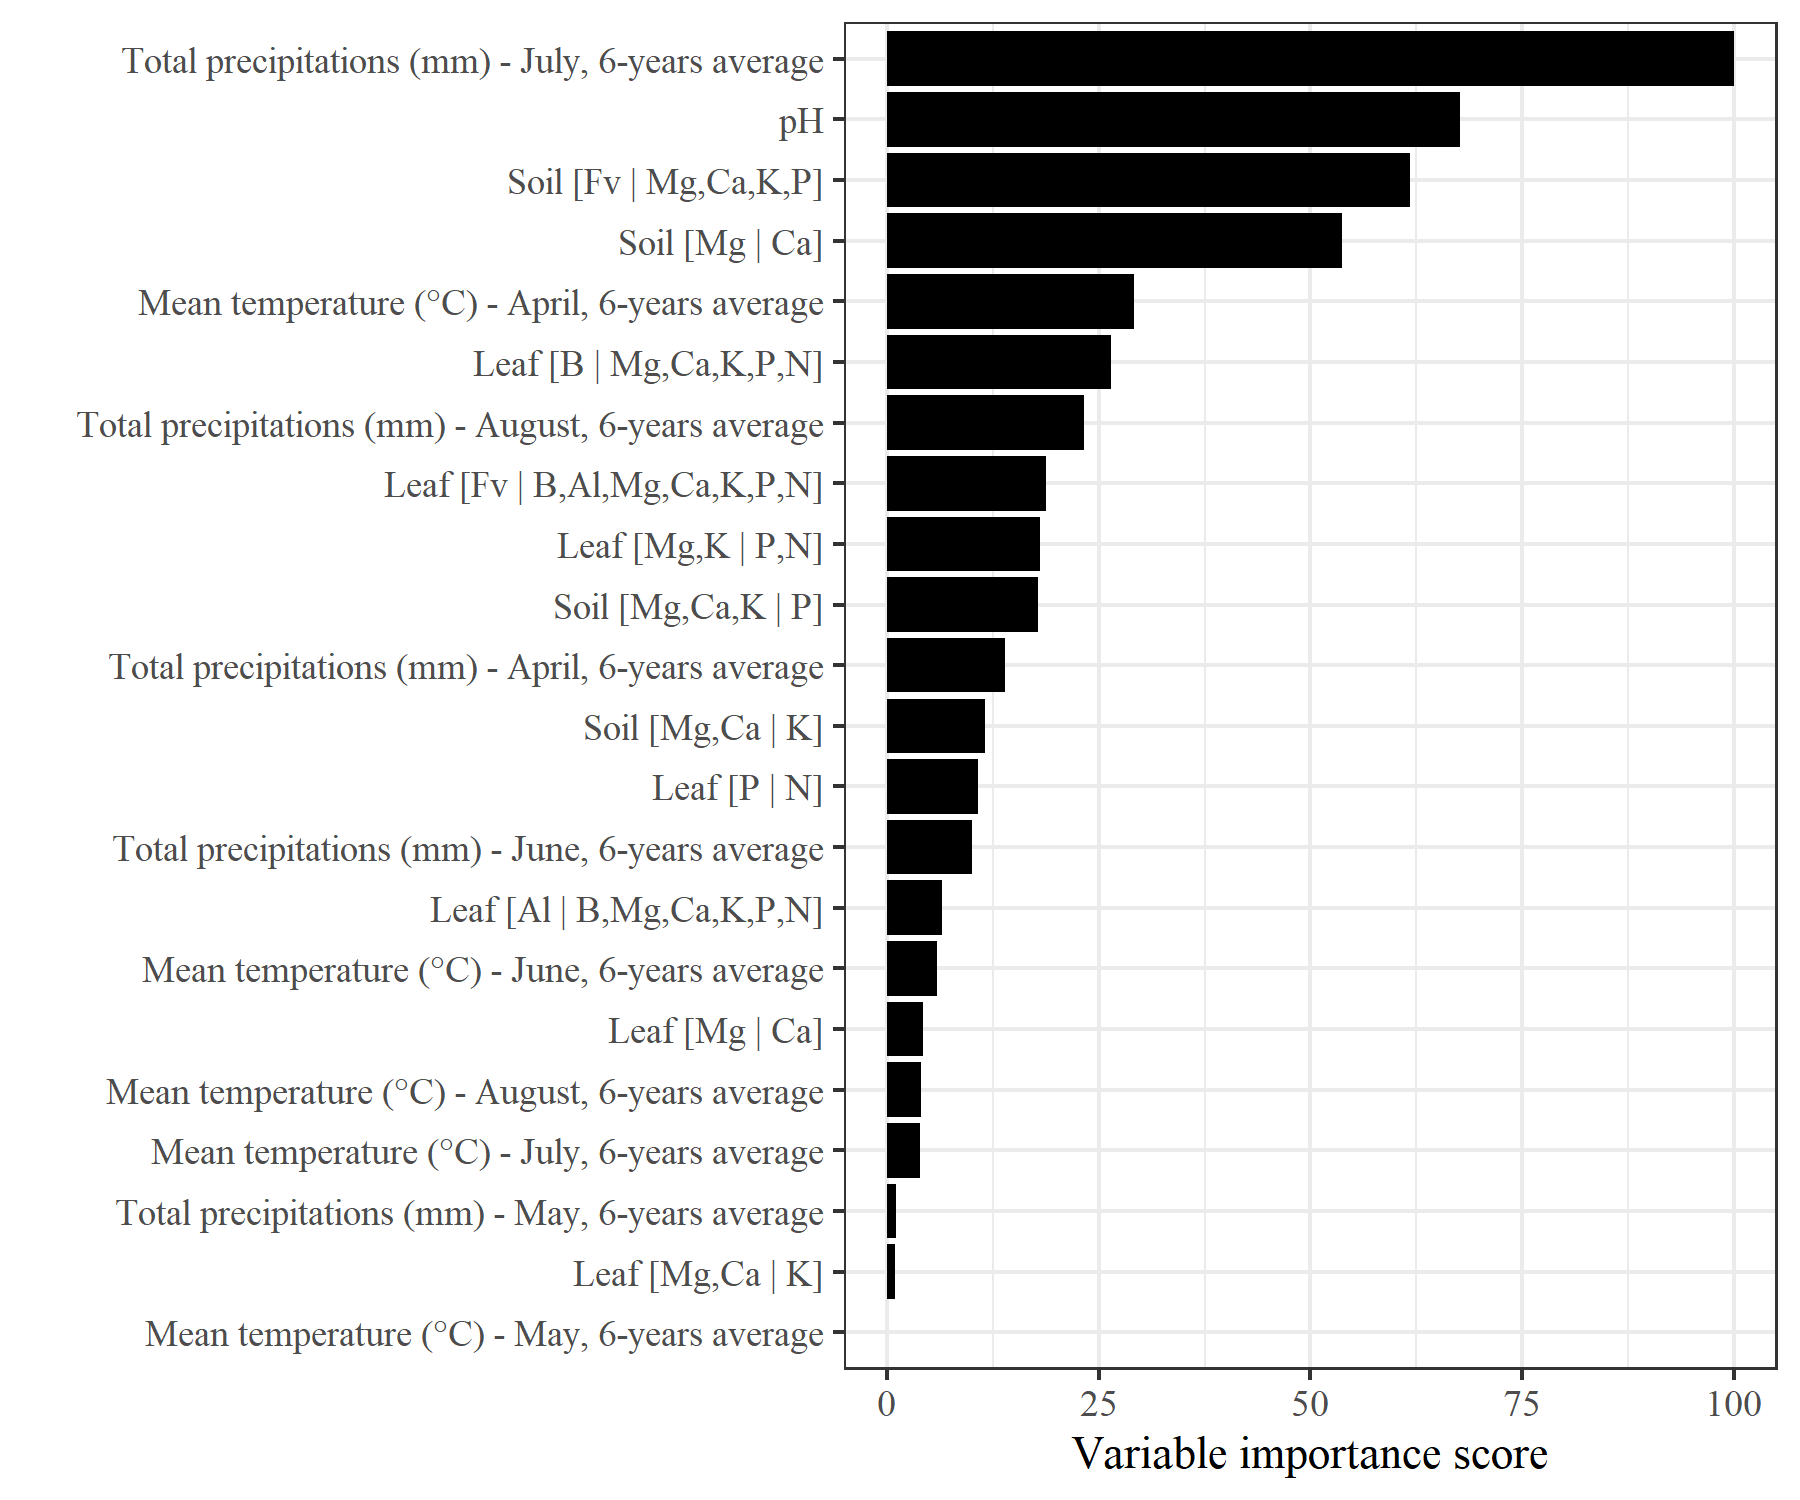 Total precipitations (mm) - July, 6-years average
pH
Soil [Fv | Mg,Ca,K,P]
Soil [Mg | Ca]
Mean temperature (°C) - April, 6-years average
Leaf [B | Mg,Ca,K,P,N]
Total precipitations (mm) - August, 6-years average
Leaf [Fv | B,Al,Mg,Ca,K,P,N]
Leaf [Mg,K | P,N]
Soil [Mg,Ca,K | P]
Total precipitations (mm) - April, 6-years average
Soil [Mg,Ca | K]
Leaf [P | N]
Total precipitations (mm) - June, 6-years average
Leaf [Al | B,Mg,Ca,K,P,N]
Mean temperature (°C) - June, 6-years average
Leaf [Mg | Ca]
Mean temperature (°C) - August, 6-years average
Mean temperature (°C) - July, 6-years average
Total precipitations (mm) - May, 6-years average
Leaf [Mg,Ca | K]
Mean temperature (°C) - May, 6-years average
0 25 50 75 100
Variable importance score